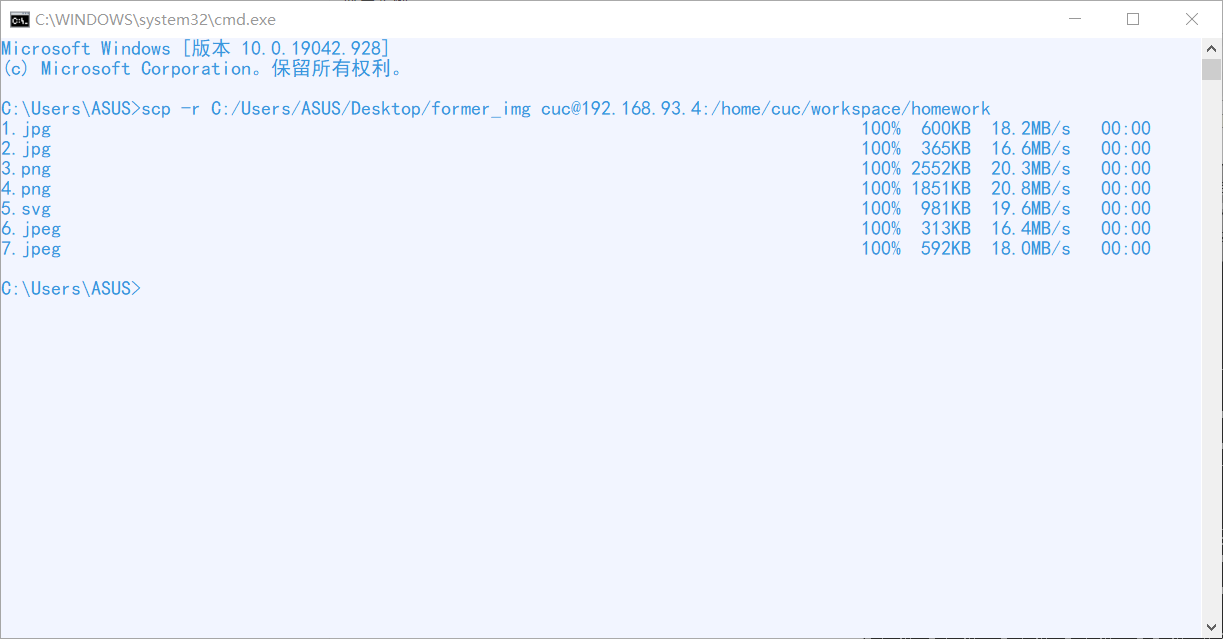 C:\WINDOWS\system32\cmd.exe
Microsoft Windows [版本 10.0.19042.928]
(c) Microsoft Corporation。保留所有权利。
C:\Users\ASUS>scp -r C:/Users/ASUS/Desktop/former_img cuc@192.168.93.4:/home/cuc/workspace/homework
1.jpg 100% 600KB 18.2MB/s 00:00
2.jpg 100% 365KB 16.6MB/s 00:00
3.png 100% 2552KB 20.3MB/s 00:00
4.png 100% 1851KB 20.8MB/s 00:00
5.svg 100% 981KB 19.6MB/s 00:00
6.jpeg 100% 313KB 16.4MB/s 00:00
7.jpeg 100% 592KB 18.0MB/s 00:00
C:\Users\ASUS>